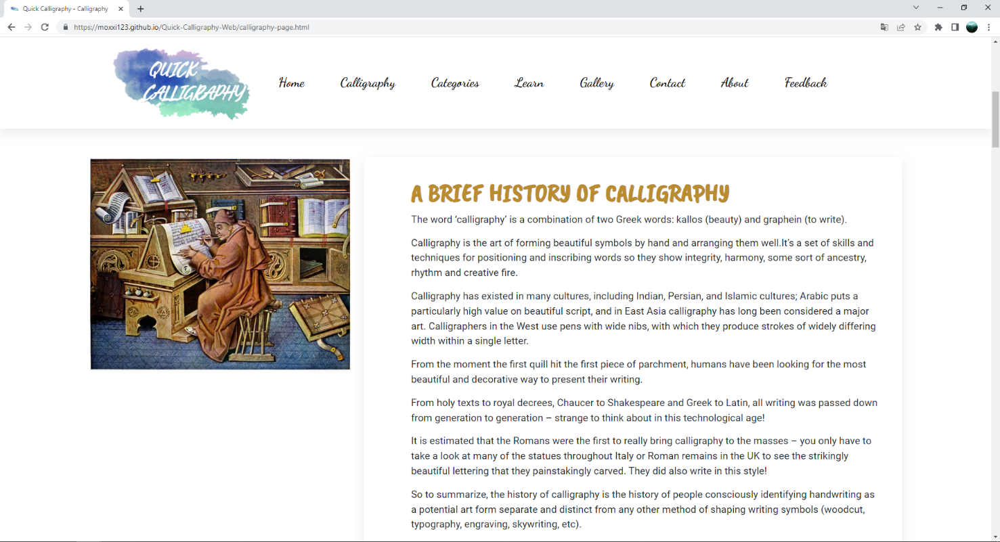 Quick Calligraphy - Calligraphy
https://moxxi123.github.io/Quick-Calligraphy-Web/calligraphy-page.html
QUICK
CALLIGRAPHY
Home
Calligraphy
Categories
Learn
Gallery
Contact
About
Feedback
A BRIEF HISTORY OF CALLIGRAPHY
The word ‘calligraphy’ is a combination of two Greek words: kallos (beauty) and graphein (to write).
Calligraphy is the art of forming beautiful symbols by hand and arranging them well.It’s a set of skills and
techniques for positioning and inscribing words so they show integrity, harmony, some sort of ancestry,
rhythm and creative fire.
Calligraphy has existed in many cultures, including Indian, Persian, and Islamic cultures; Arabic puts a
particularly high value on beautiful script, and in East Asia calligraphy has long been considered a major
art. Calligraphers in the West use pens with wide nibs, with which they produce strokes of widely differing
width within a single letter.
From the moment the first quill hit the first piece of parchment, humans have been looking for the most
beautiful and decorative way to present their writing.
From holy texts to royal decrees, Chaucer to Shakespeare and Greek to Latin, all writing was passed down
from generation to generation – strange to think about in this technological age!
It is estimated that the Romans were the first to really bring calligraphy to the masses – you only have to
take a look at many of the statues throughout Italy or Roman remains in the UK to see the strikingly
beautiful lettering that they painstakingly carved. They did also write in this style!
So to summarize, the history of calligraphy is the history of people consciously identifying handwriting as
a potential art form separate and distinct from any other method of shaping writing symbols (woodcut,
typography, engraving, skywriting, etc).